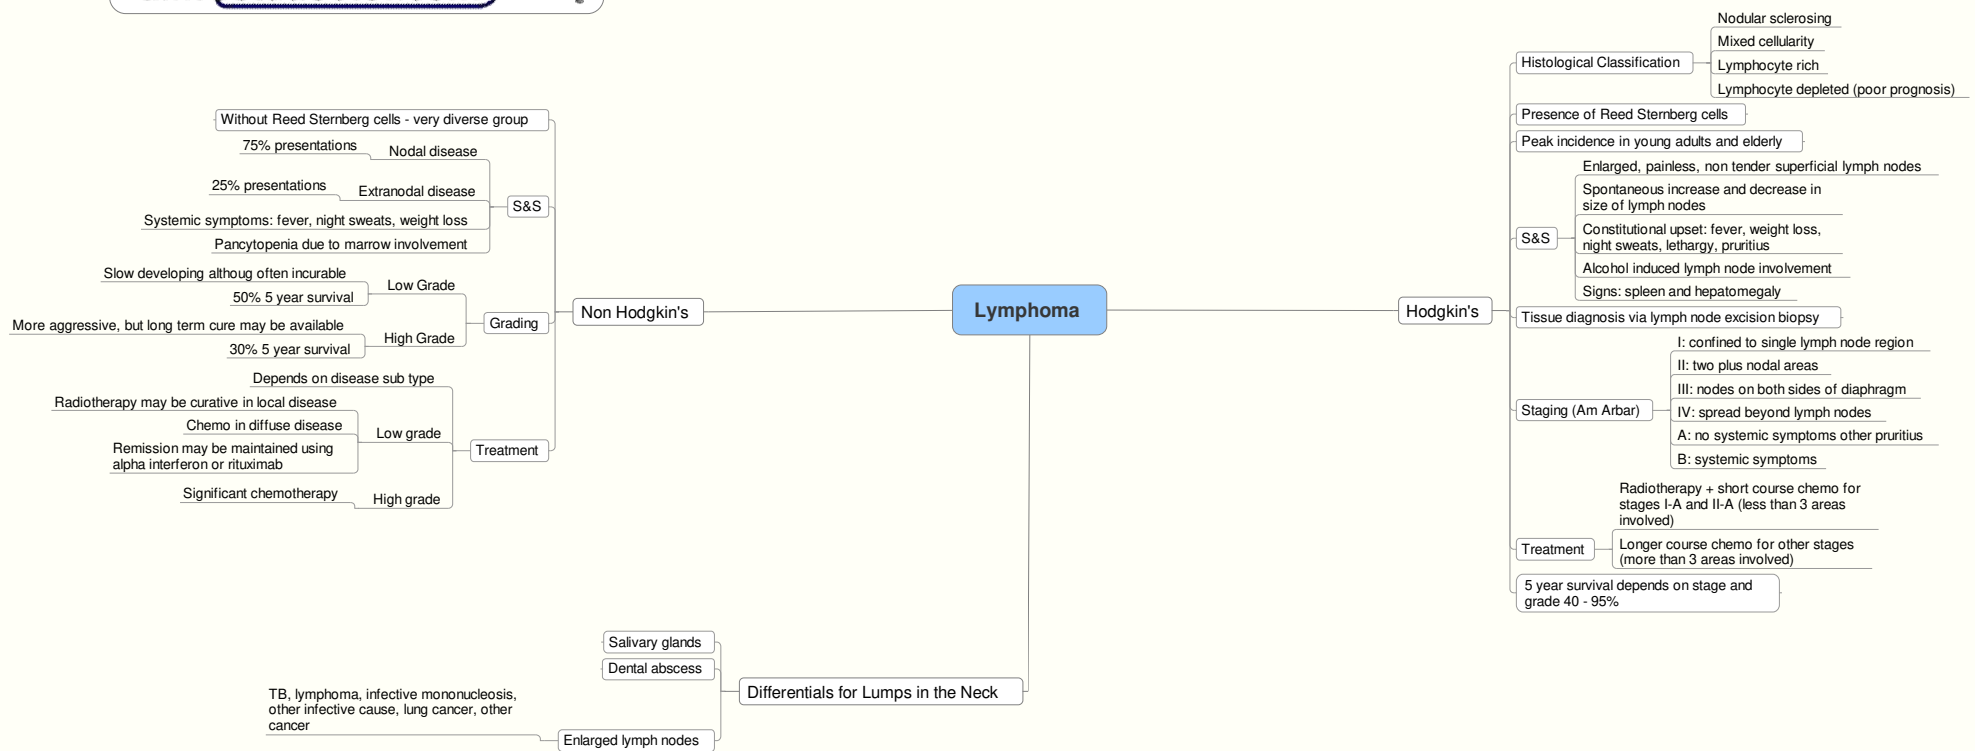 Lymphoma
Hodgkin's
Histological Classification
Nodular sclerosing
Mixed cellularity
Lymphocyte rich
Lymphocyte depleted (poor prognosis)
Presence of Reed Sternberg cells
Peak incidence in young adults and elderly
S&S
Enlarged, painless, non tender superficial lymph nodes
Spontaneous increase and decrease in
size of lymph nodes
Constitutional upset: fever, weight loss,
night sweats, lethargy, pruritius
Alcohol induced lymph node involvement
Signs: spleen and hepatomegaly
Tissue diagnosis via lymph node excision biopsy
Staging (Am Arbar)
I: confined to single lymph node region
II: two plus nodal areas
III: nodes on both sides of diaphragm
IV: spread beyond lymph nodes
A: no systemic symptoms other pruritius
B: systemic symptoms
Treatment
Radiotherapy + short course chemo for
stages I-A and II-A (less than 3 areas
involved)
Longer course chemo for other stages
(more than 3 areas involved)
5 year survival depends on stage and
grade 40 - 95%
Non Hodgkin's
Without Reed Sternberg cells - very diverse group
S&S
Nodal disease
75% presentations
Extranodal disease
25% presentations
Systemic symptoms: fever, night sweats, weight loss
Pancytopenia due to marrow involvement
Grading
Low Grade
Slow developing althoug often incurable
50% 5 year survival
High Grade
More aggressive, but long term cure may be available
30% 5 year survival
Treatment
Depends on disease sub type
Low grade
Radiotherapy may be curative in local disease
Chemo in diffuse disease
Remission may be maintained using
alpha interferon or rituximab
High grade
Significant chemotherapy
Differentials for Lumps in the Neck
Salivary glands
Dental abscess
Enlarged lymph nodes
TB, lymphoma, infective mononucleosis,
other infective cause, lung cancer, other
cancer